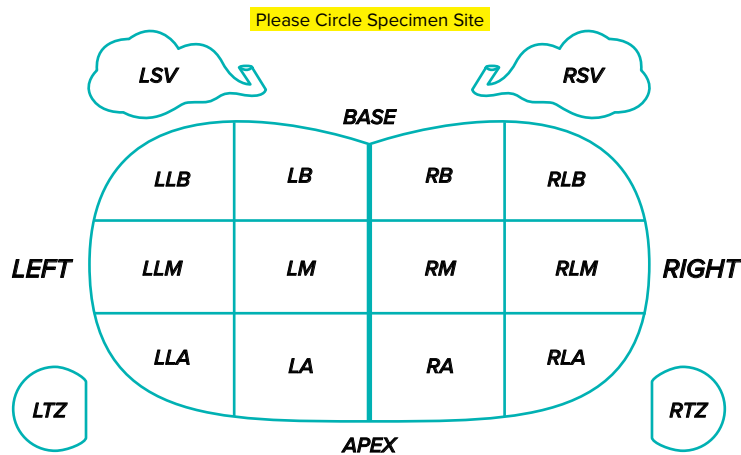 Please Circle Specimen Site
LSV
RSV
BASE
LLB
LB
RB
RLB
LEFT
LLM
LM
RM
RLM
RIGHT
LLA
LA
RA
RLA
LTZ
RTZ
APEX